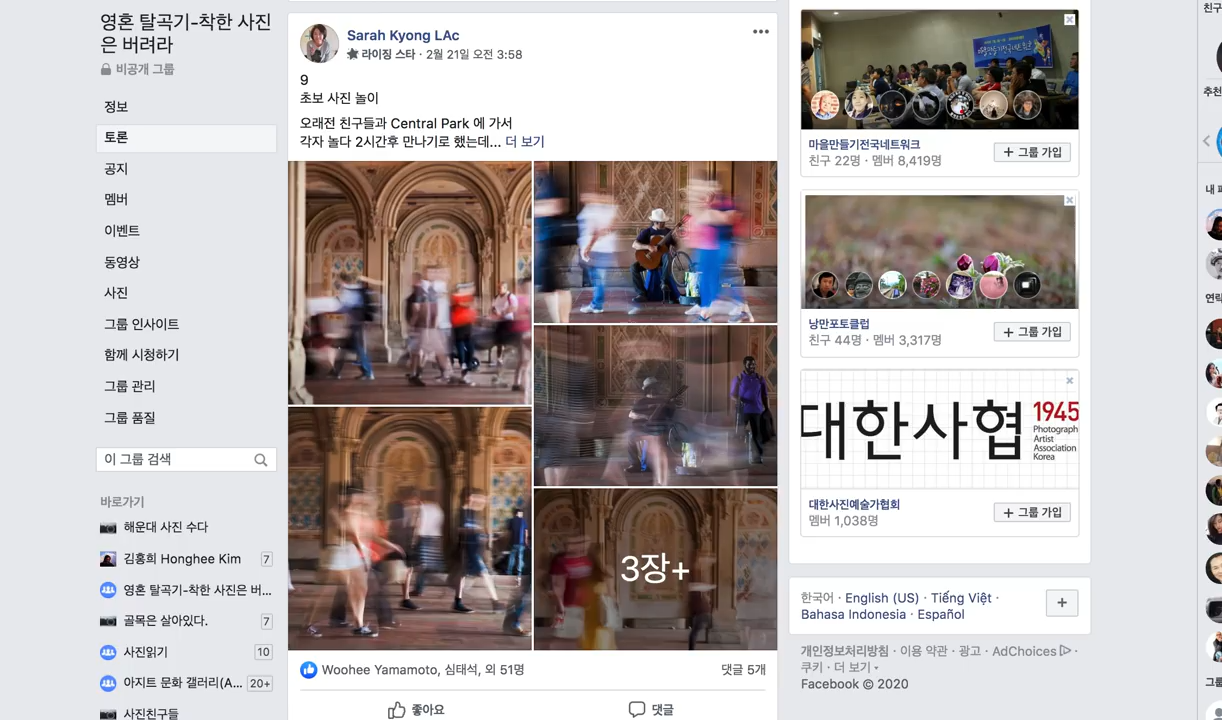 영혼 탈곡기-착한 사진
은 버려라
비공개 그룹
정보
토론
공지
멤버
이벤트
동영상
사진
그룹 인사이트
함께 시청하기
그룹 관리
그룹 품질
이 그룹 검색
바로가기
해운대 사진 수다
김홍희 Honghee Kim 7
영혼 탈곡기-착한 사진은 버...
골목은 살아있다. 7
사진읽기 10
아지트 문화 갤러리(A... 20+
사진친구들
Sarah Kyong LAc
라이징 스타 · 2월 21일 오전 3:58
9
초보 사진 놀이
오래전 친구들과 Central Park 에 가서
각자 놀다 2시간후 만나기로 했는데... 더 보기
3장+
Woohee Yamamoto, 심태석, 외 51명
댓글 5개
좋아요
댓글
마을만들기전국네트워크
친구 22명 · 멤버 8,419명
+ 그룹 가입
낭만포토클럽
친구 44명 · 멤버 3,317명
+ 그룹 가입
대한사협
1945
Photograph
Artist
Association
Korea
대한사진예술가협회
멤버 1,038명
+ 그룹 가입
한국어 · English (US) · Tiếng Việt ·
Bahasa Indonesia · Español
+
개인정보처리방침 · 이용 약관 · 광고 · AdChoices ·
쿠키 · 더 보기
Facebook © 2020
친구
추천
내 페
연락
그룹